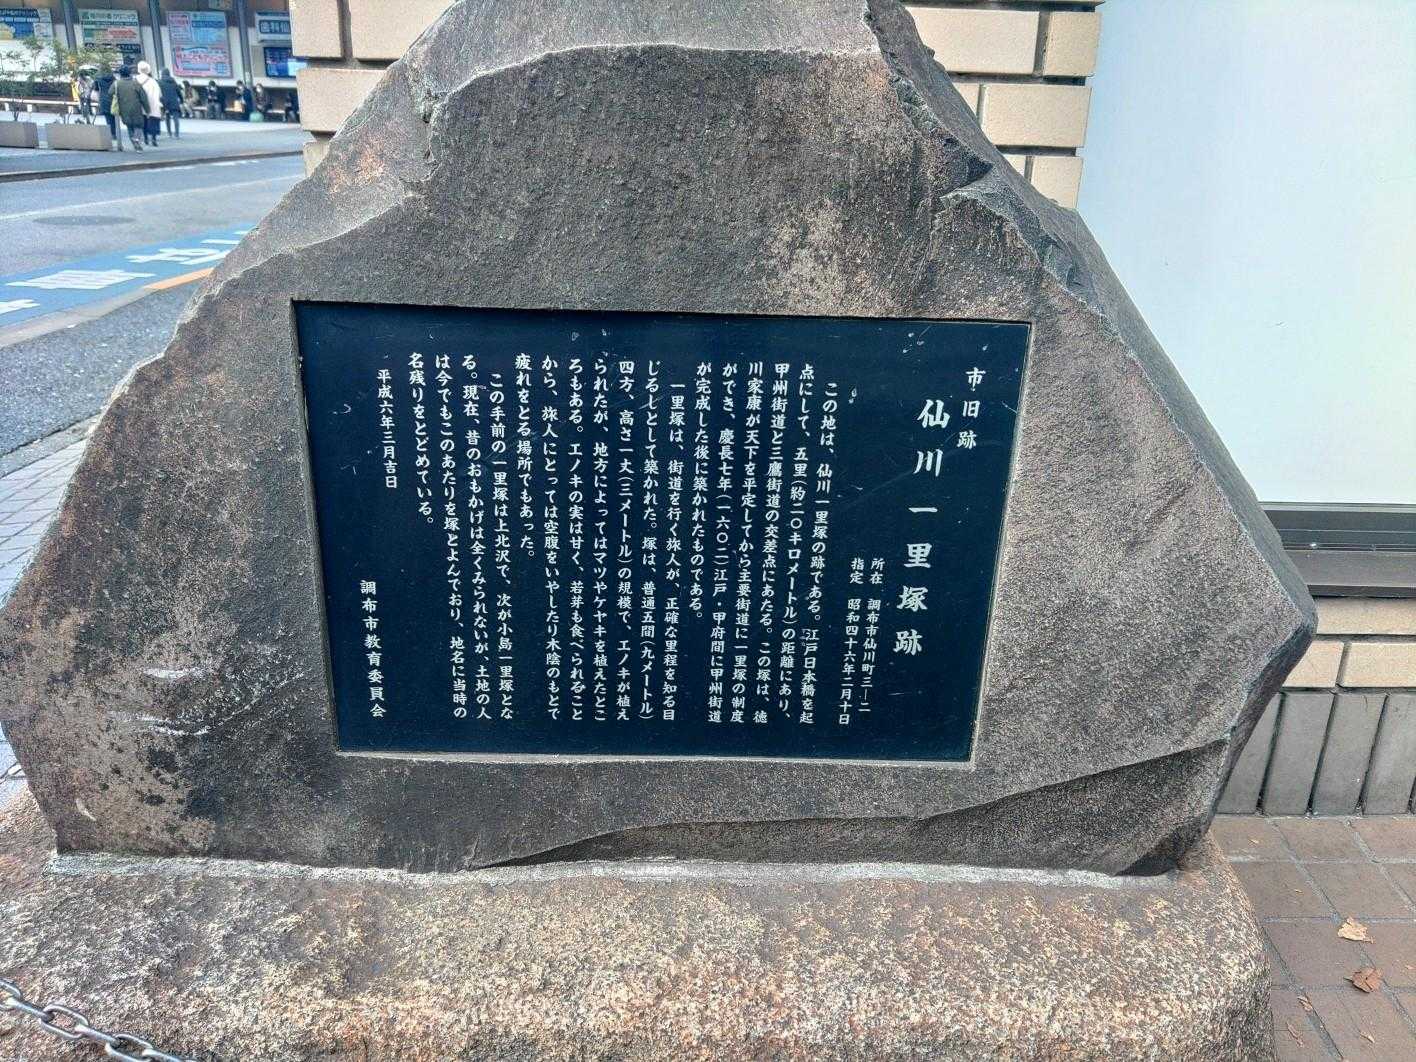 市旧跡
仙川一里塚跡
所在　調布市仙川町三―二
指定　昭和四十六年二月十日
この地は、仙川一里塚の跡である。江戸日本橋を起
点にして、五里(約二〇キロメートル)の距離にあり、
甲州街道と三鷹街道の交差点にあたる。この塚は、徳
川家康が天下を平定してから主要街道に一里塚の制度
ができ、慶長七年(一六〇二)江戸・甲府間に甲州街道
が完成した後に築かれたものである。
一里塚は、街道を行く旅人が、正確な里程を知る目
じるしとして築かれた。塚は、普通五間(九メートル)
四方、高さ一丈(三メートル)の規模で、エノキが植え
られたが、地方によってはマツやケヤキを植えたとこ
ろもある。エノキの実は甘く、若芽も食べられること
から、旅人にとっては空腹をいやしたり木陰のもとで
疲れをとる場所でもあった。
この手前の一里塚は上北沢で、次が小島一里塚とな
る。現在、昔のおもかげは全くみられないが、土地の人
は今でもこのあたりを塚とよんでおり、地名に当時の
名残りをとどめている。
平成六年三月吉日
調布市教育委員会